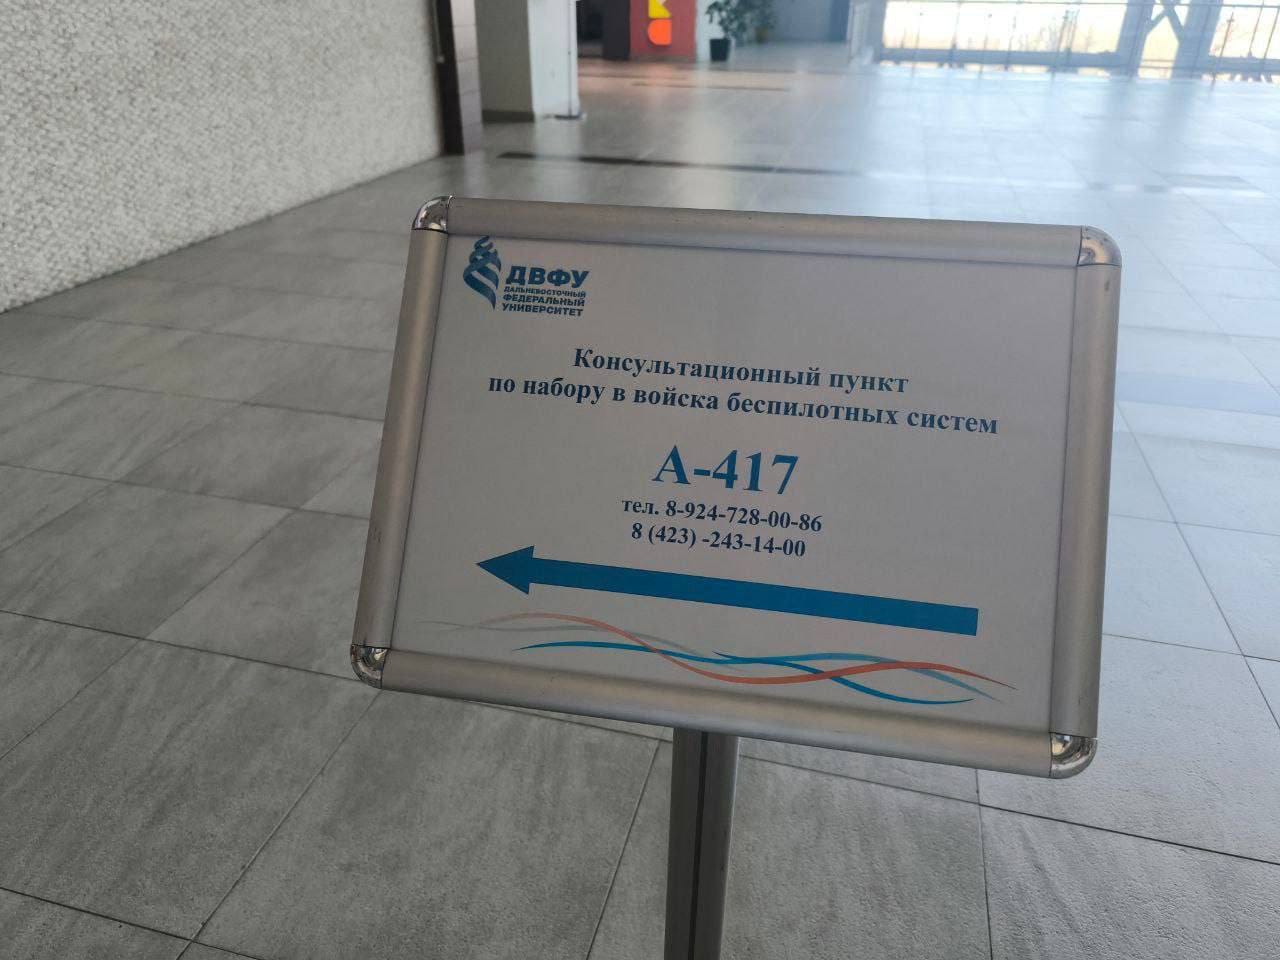 ДВФУ
ДАЛЬНЕВОСТОЧНЫЙ
ФЕДЕРАЛЬНЫЙ
УНИВЕРСИТЕТ
Консультационный пункт
по набору в войска беспилотных систем
А-417
тел. 8-924-728-00-86
8 (423) -243-14-00